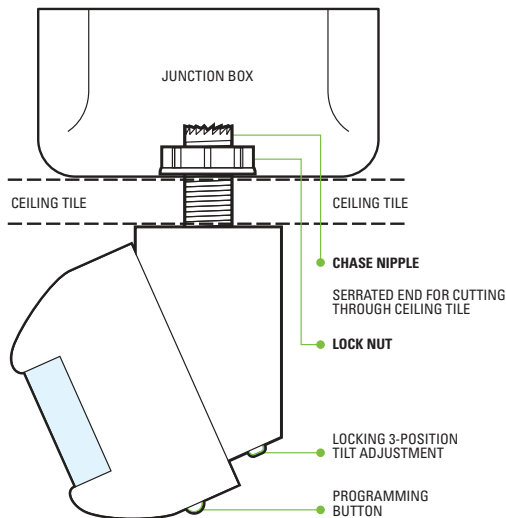 JUNCTION BOX
CEILING TILE
CEILING TILE
CHASE NIPPLE
SERRATED END FOR CUTTING
THROUGH CEILING TILE
LOCK NUT
LOCKING 3-POSITION
TILT ADJUSTMENT
PROGRAMMING
BUTTON